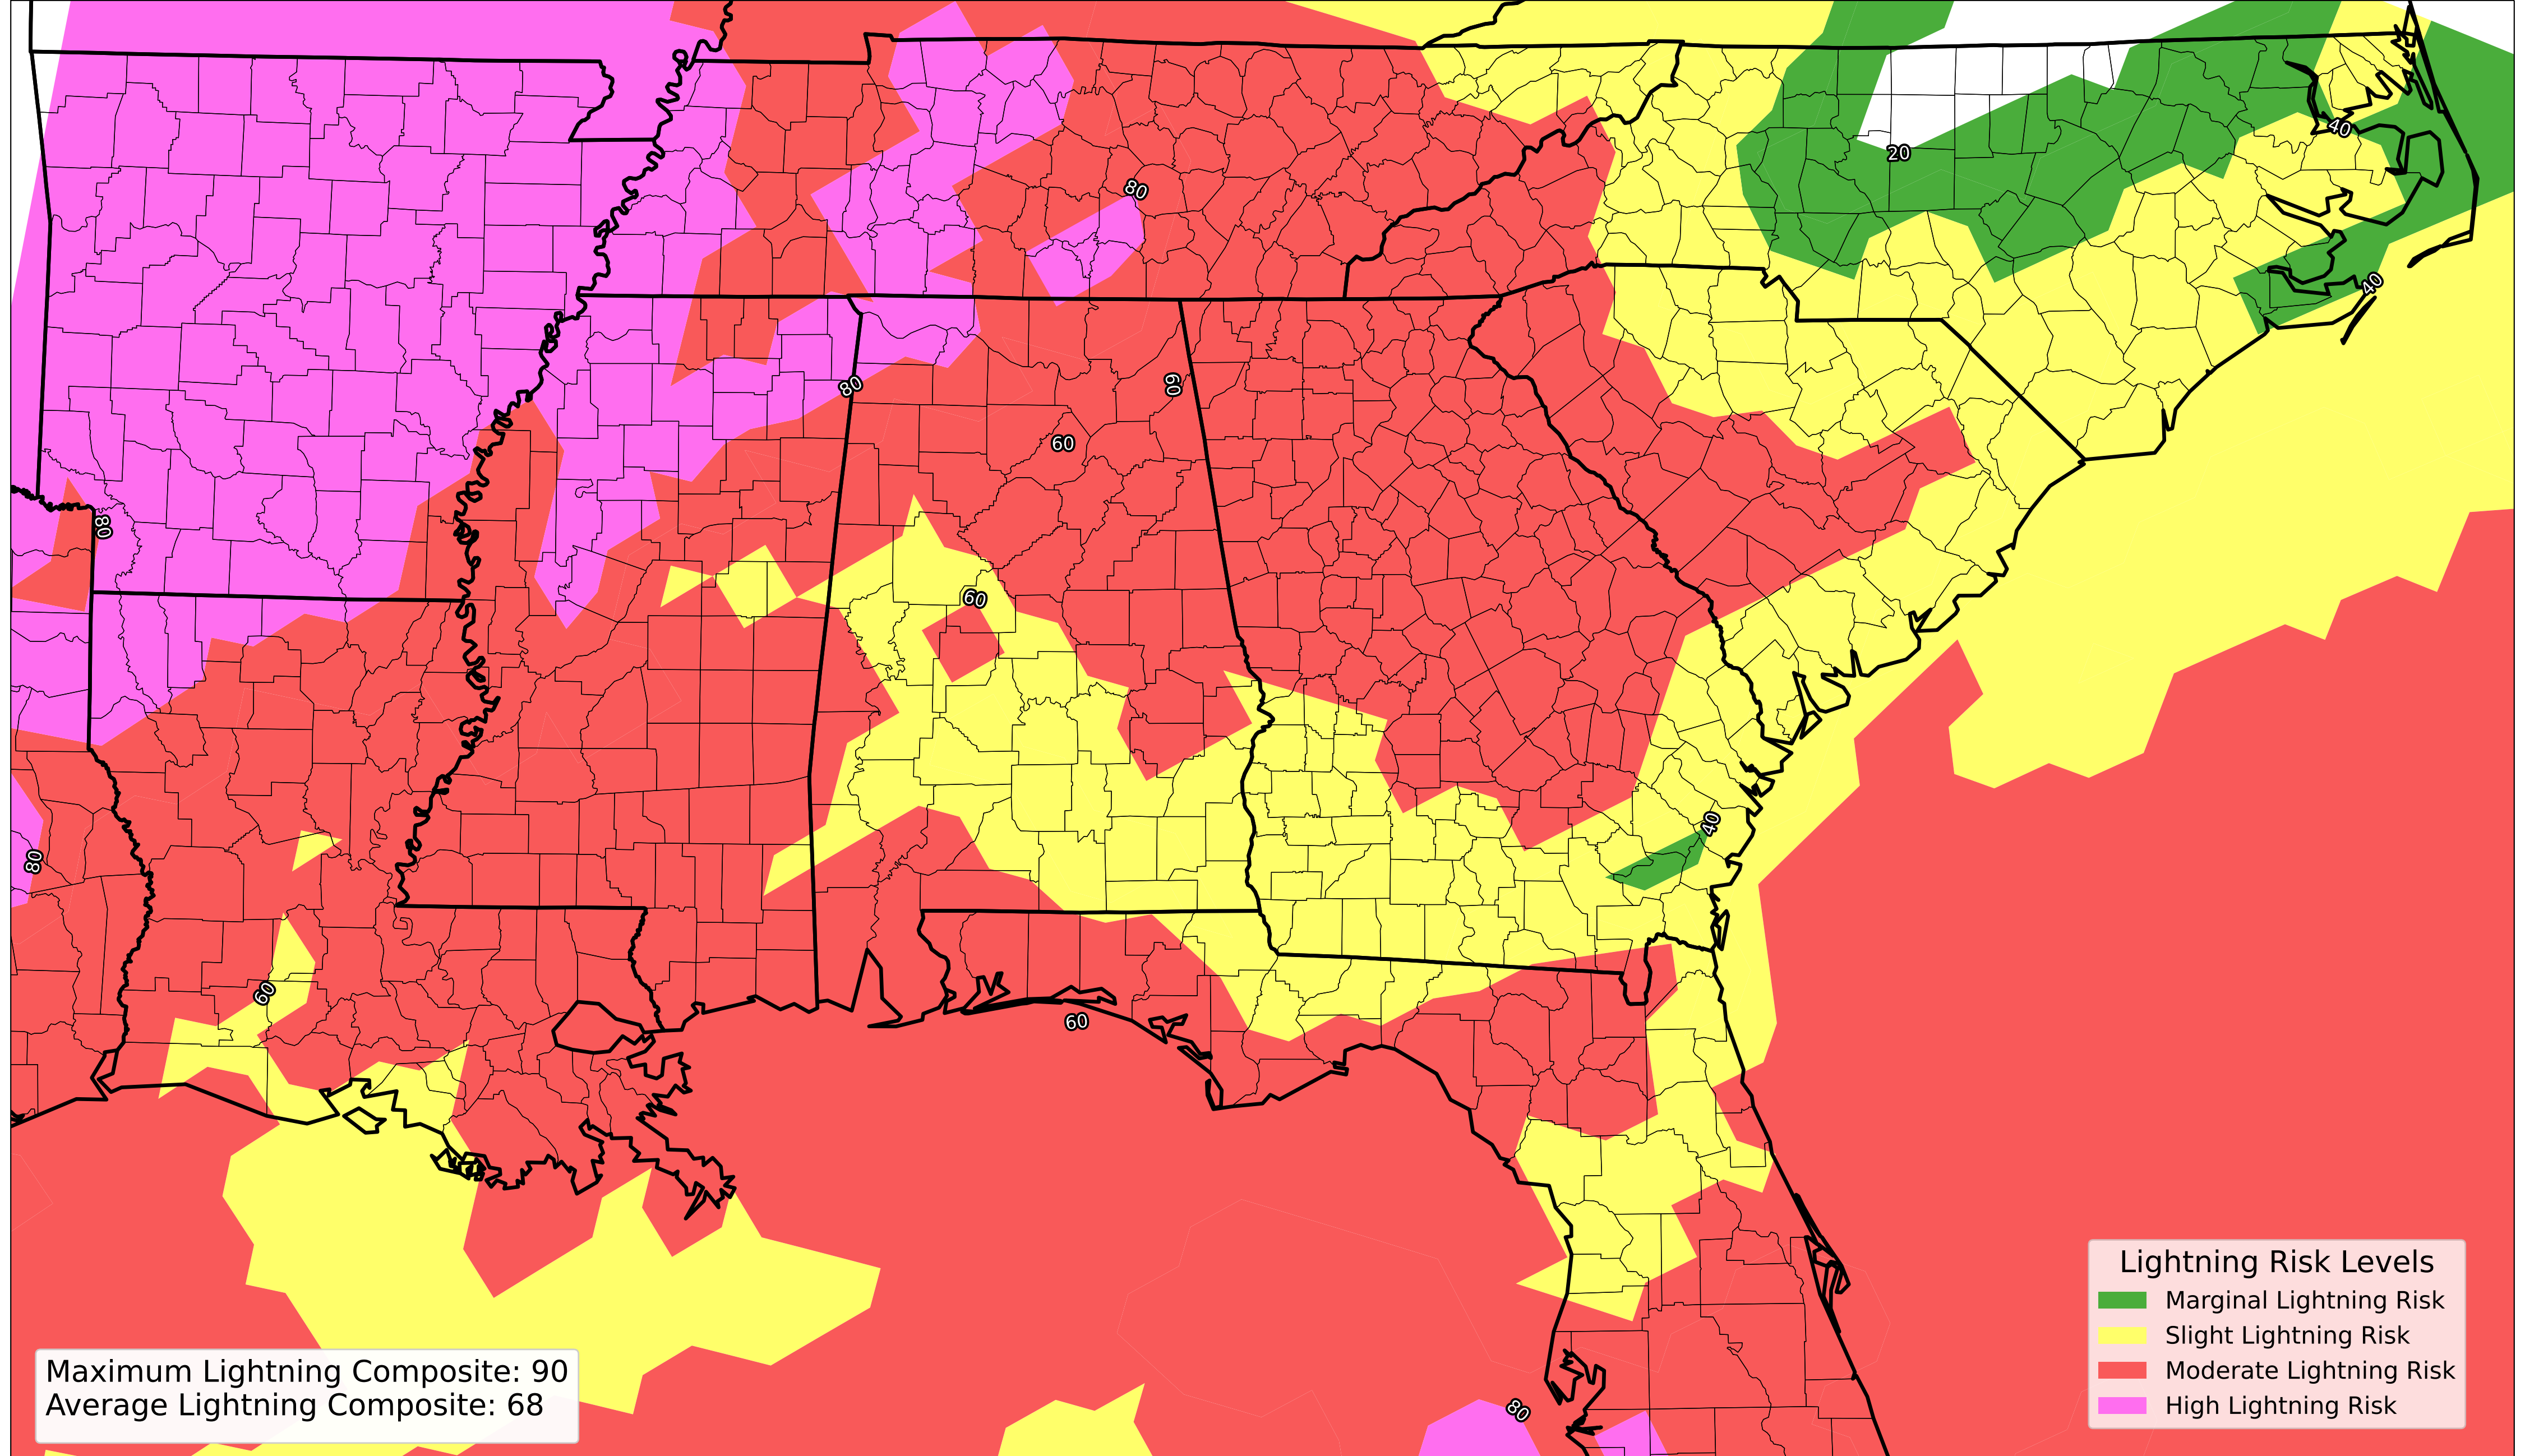 40
20
80
40
80
60
60
80
60
40
80
60
60
80
Lightning Risk Levels
Marginal Lightning Risk
Slight Lightning Risk
Moderate Lightning Risk
High Lightning Risk
Maximum Lightning Composite: 90
Average Lightning Composite: 68